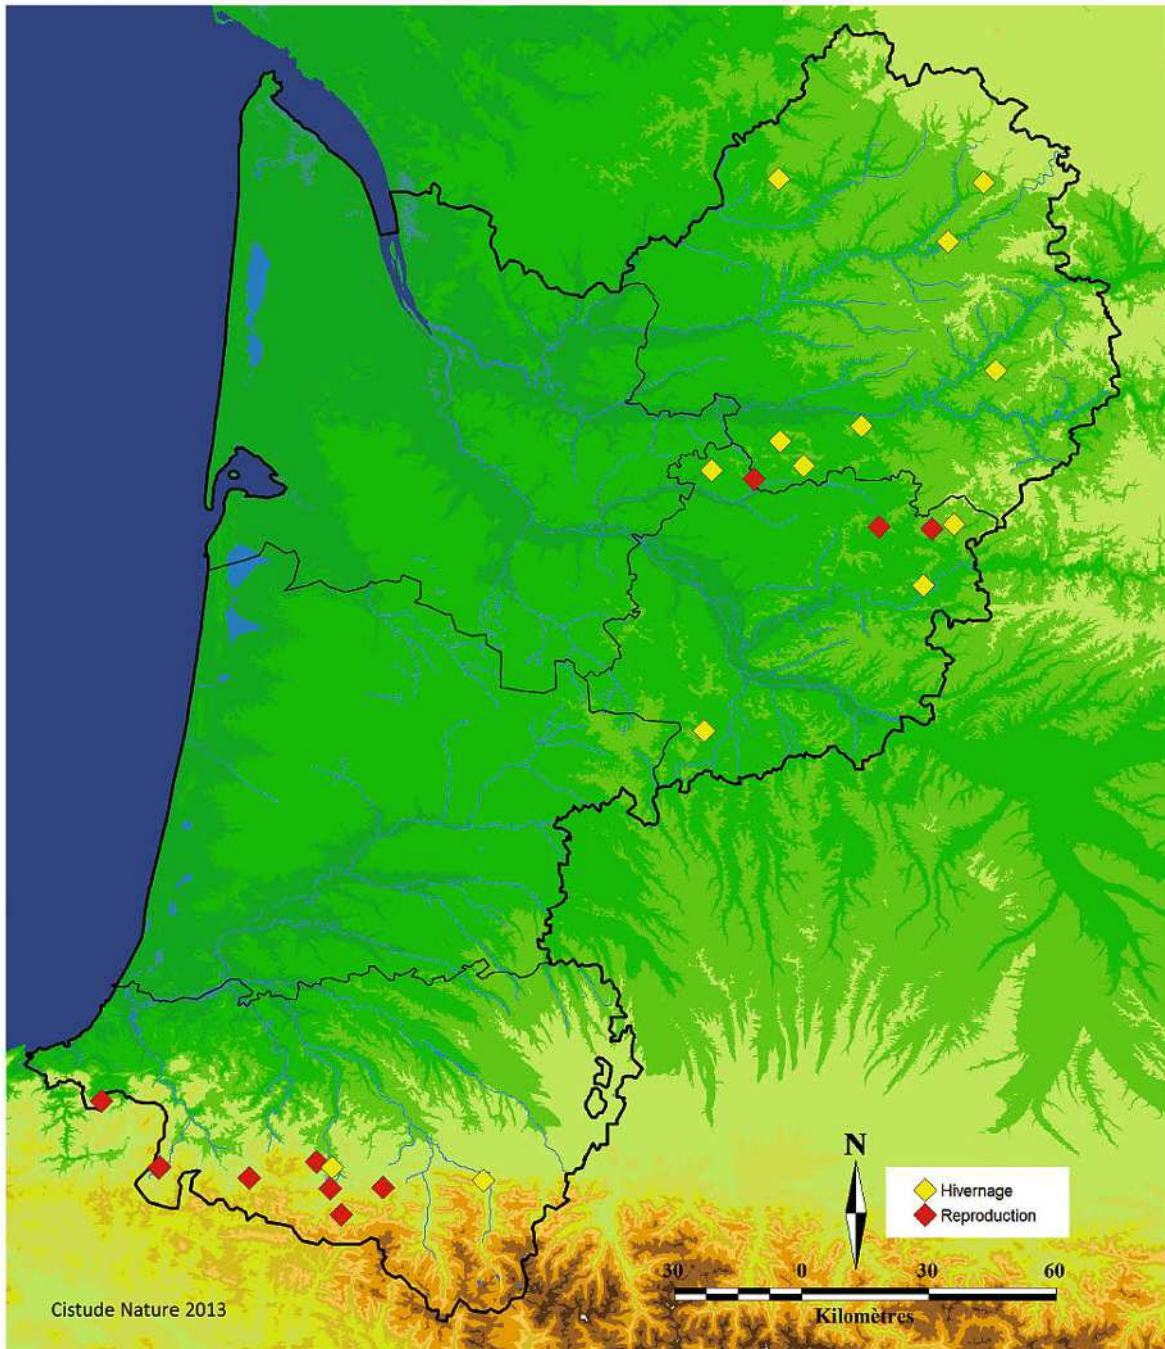 N
Hivernage
Reproduction
30 0 30 60
Kilomètres
Cistude Nature 2013